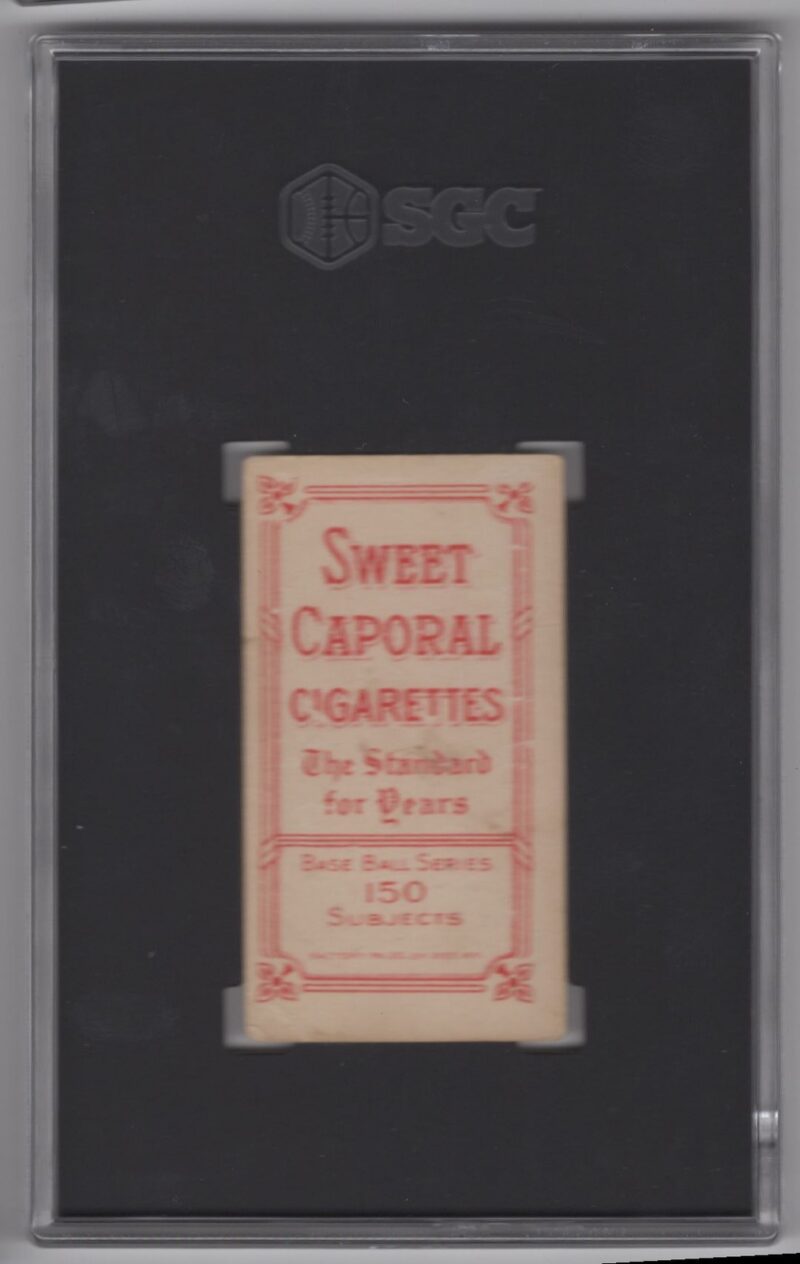 SGC
SWEET
CAPORAL
CIGARETTES
The Standard
for Years
BASE BALL SERIES
150
SUBJECTS